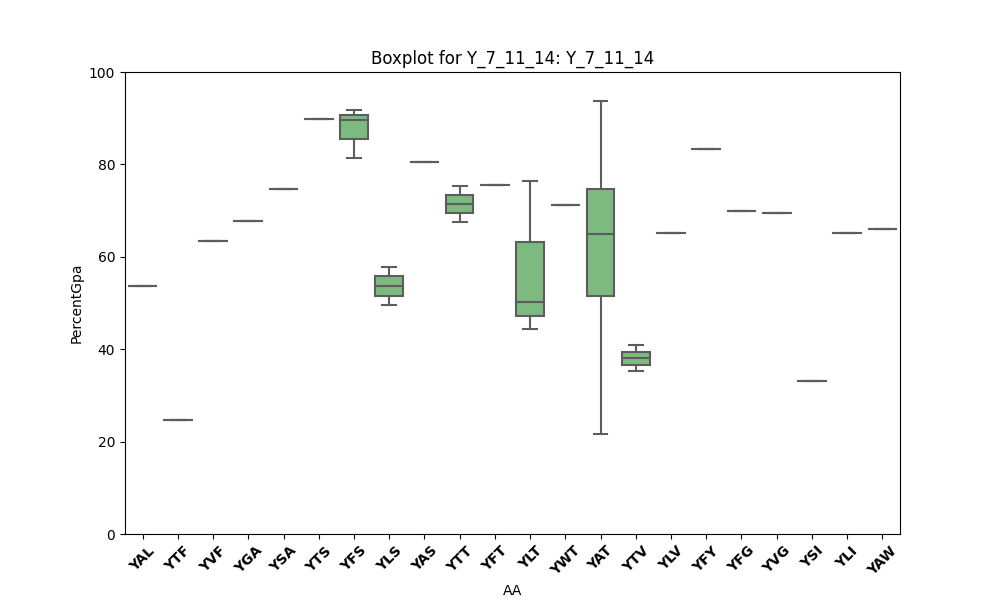 Boxplot for Y_7_11_14: Y_7_11_14
100
80
60
40
20
0
PercentGpa
YAL YTF YVF YGA YSA YTS YFS YLS YAS YTT YFT YLT YWT YAT YTV YLV YFY YFG YVG YSI YLI YAW
AA